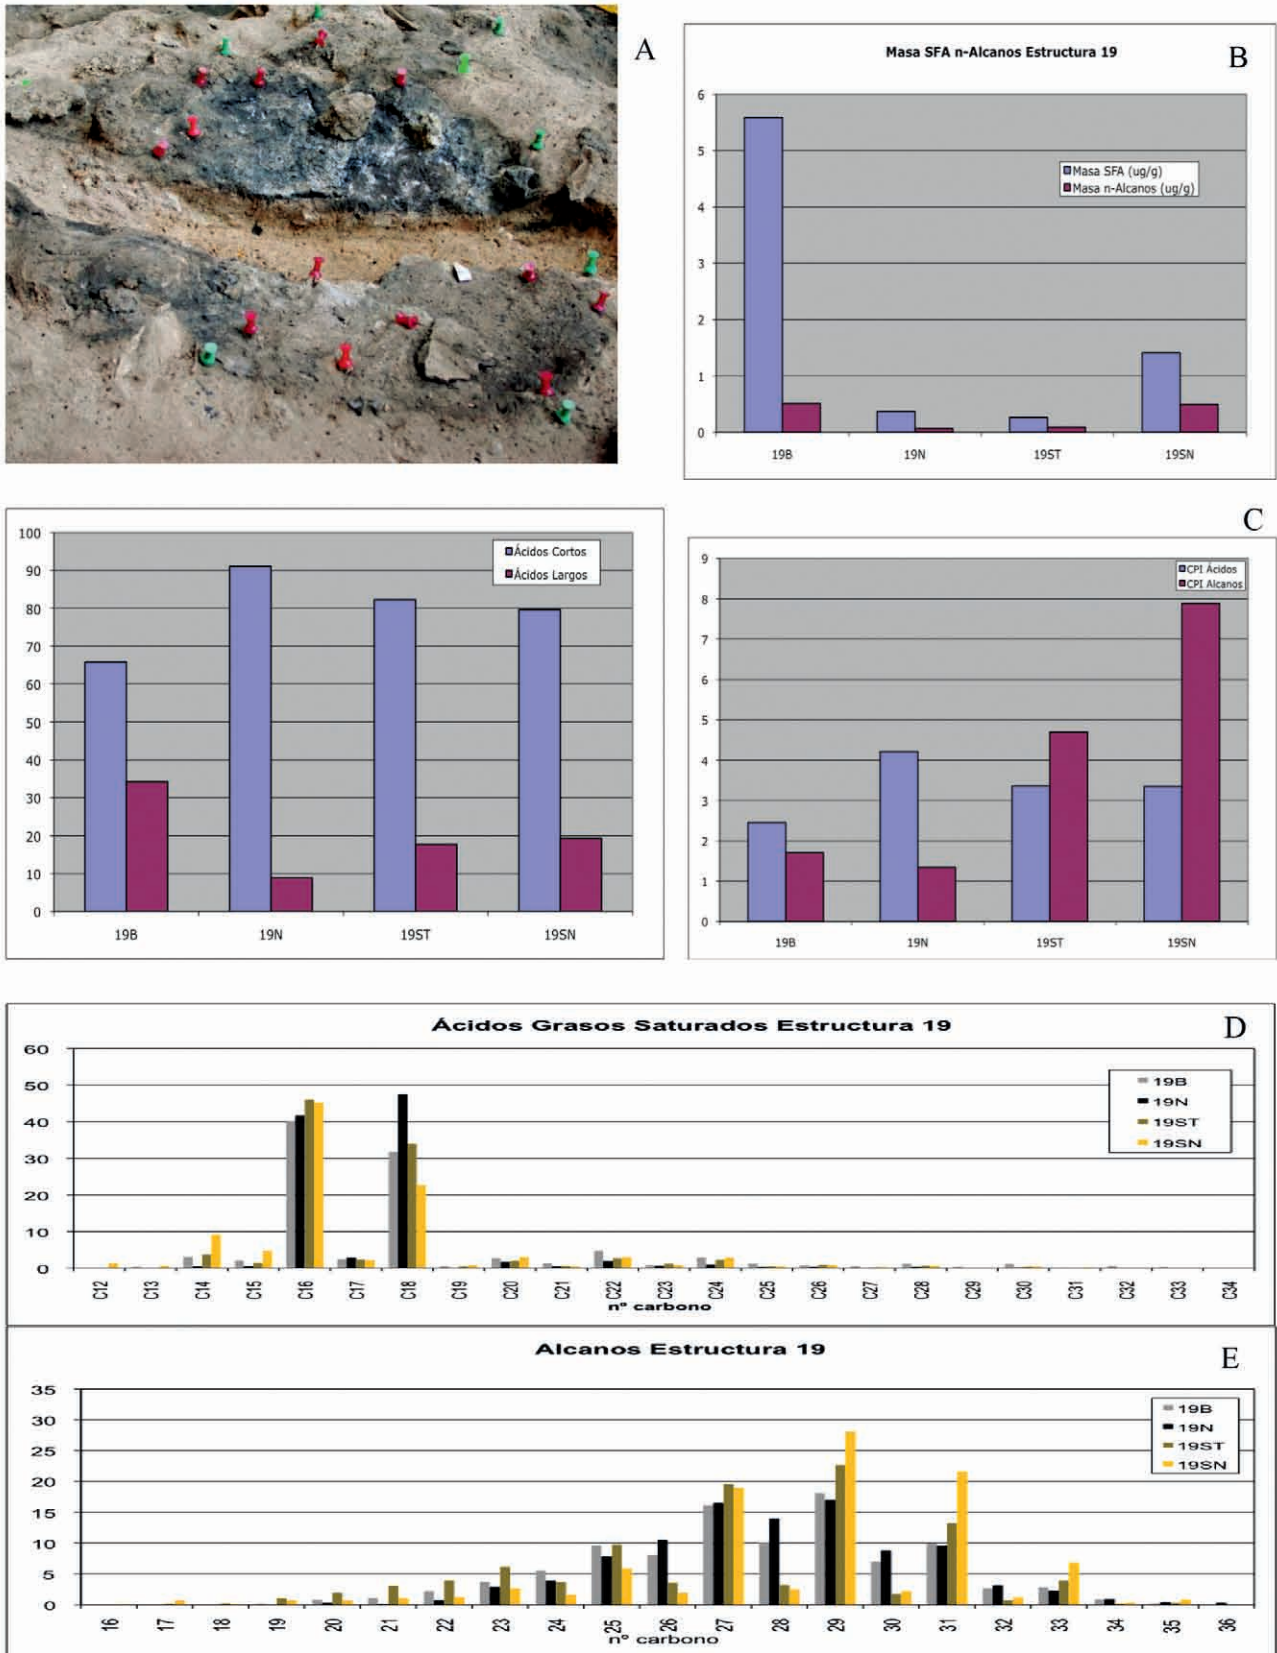 A
Masa SFA n-Alcanos Estructura 19
B
6
5
4
3
2
1
0
Masa SFA (ug/g)
Masa n-Alcanos (ug/g)
19B 19N 19ST 19SN
100
90
80
70
60
50
40
30
20
10
0
Ácidos Cortos
Ácidos Largos
19B 19N 19ST 19SN
C
9
8
7
6
5
4
3
2
1
0
CPI Ácidos
CPI Alcanos
19B 19N 19ST 19SN
Ácidos Grasos Saturados Estructura 19
D
60
50
40
30
20
10
0
19B
19N
19ST
19SN
C12 C13 C14 C15 C16 C17 C18 C19 C20 C21 C22 C23 C24 C25 C26 C27 C28 C29 C30 C31 C32 C33 C34
nº carbono
Alcanos Estructura 19
E
35
30
25
20
15
10
5
0
19B
19N
19ST
19SN
16 17 18 19 20 21 22 23 24 25 26 27 28 29 30 31 32 33 34 35 36
nº carbono